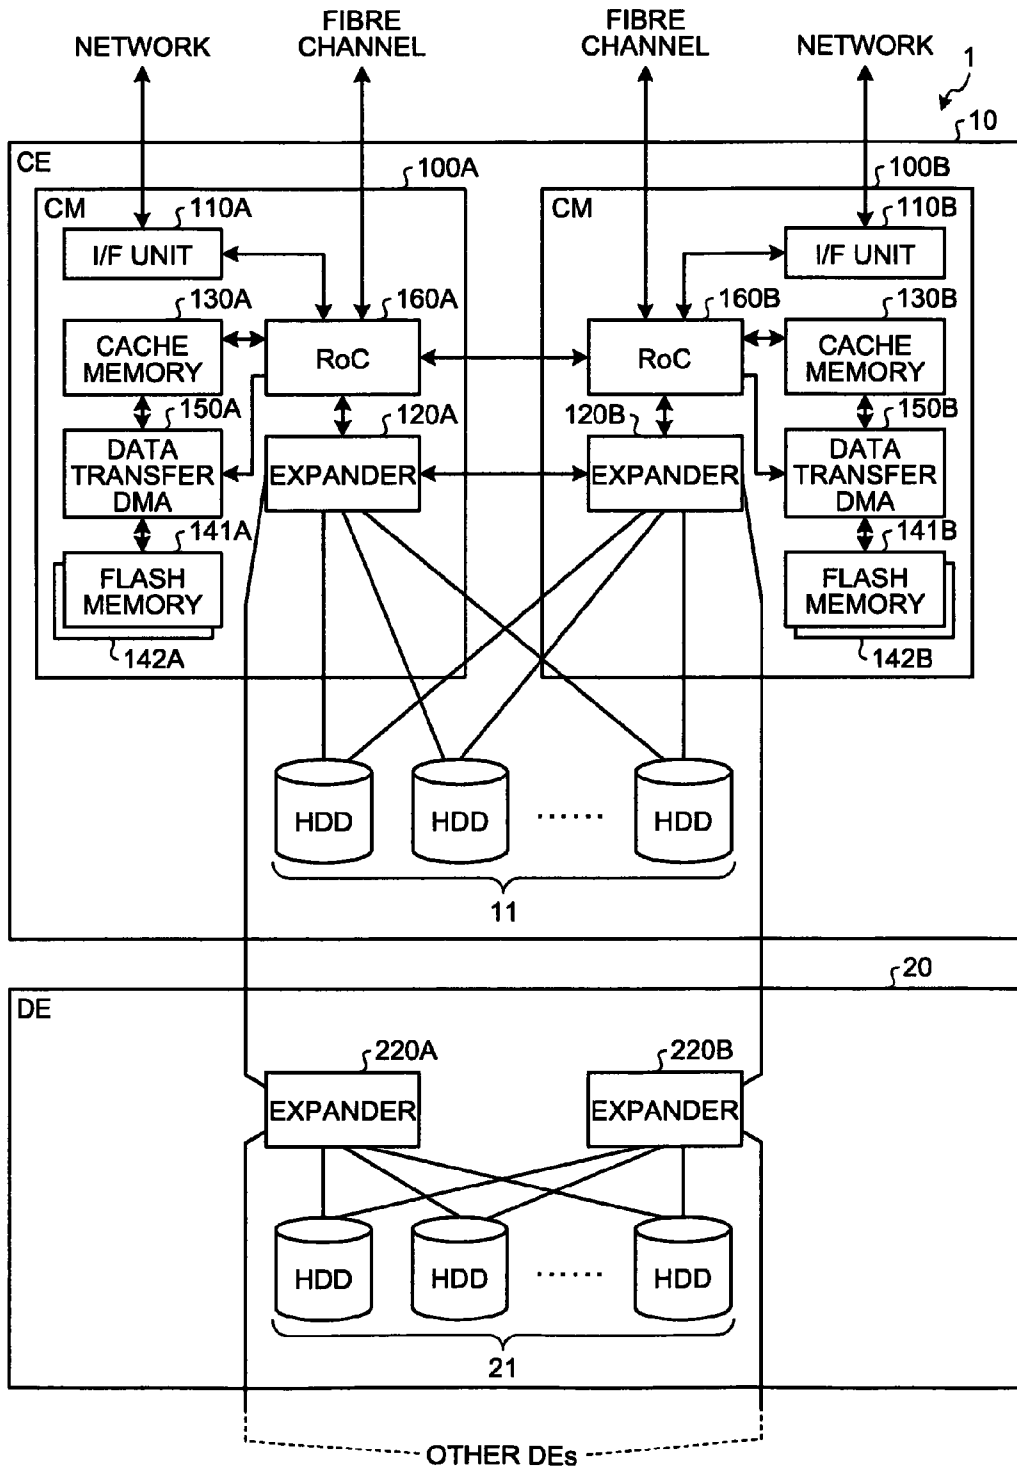 NETWORK
FIBRE
CHANNEL
FIBRE
CHANNEL
NETWORK
1
10
CE
100A
CM
110A
I/F UNIT
130A
CACHE
MEMORY
160A
RoC
150A
DATA
TRANSFER
DMA
120A
EXPANDER
141A
FLASH
MEMORY
142A
100B
CM
110B
I/F UNIT
160B
RoC
130B
CACHE
MEMORY
120B
EXPANDER
150B
DATA
TRANSFER
DMA
141B
FLASH
MEMORY
142B
HDD
HDD
......
HDD
11
20
DE
220A
EXPANDER
220B
EXPANDER
HDD
HDD
......
HDD
21
OTHER DEs